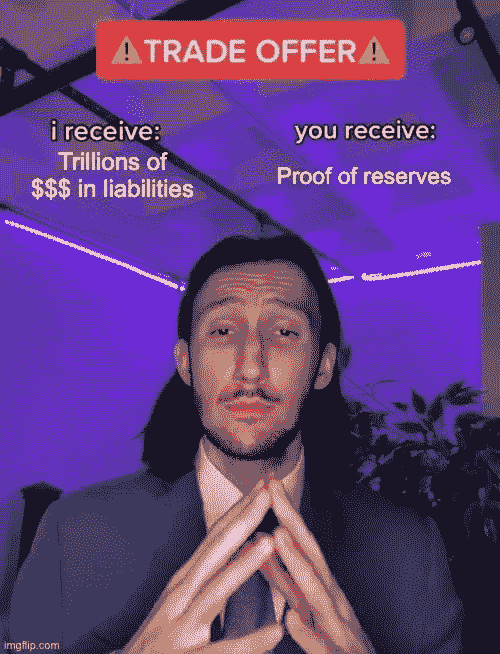 ⚠TRADE OFFER⚠
i receive:
Trillions of
$$$ in liabilities
you receive:
Proof of reserves
imgflip.com